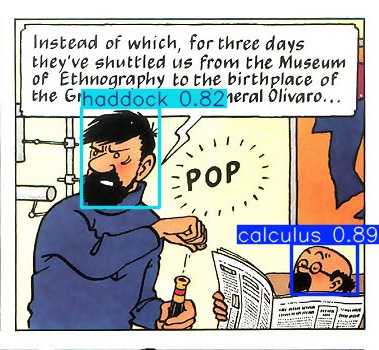 Instead of which, for three days
they've shuttled us from the Museum
of Ethnography to the birthplace of
the Gr neral Olivaro...
haddock 0.82
POP
calculus 0.89